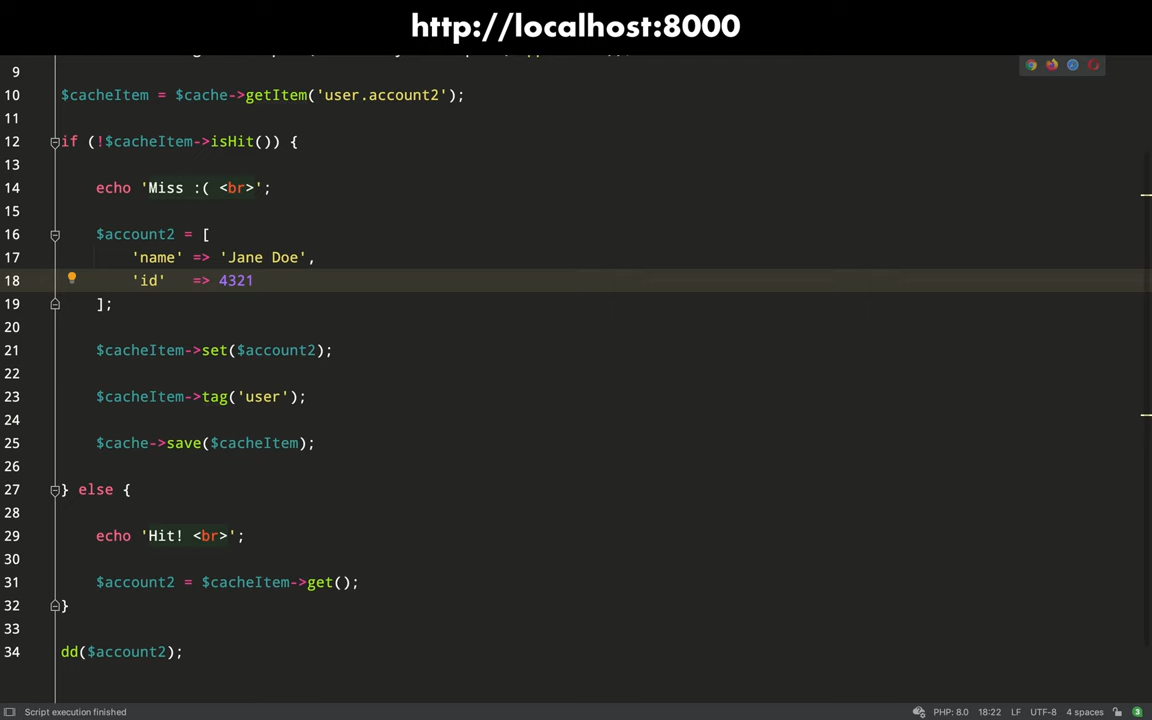 http://localhost:8000
9
10 $cacheItem = $cache->getItem('user.account2');
11
12 if (!$cacheItem->isHit()) {
13
14 echo 'Miss :( <br>';
15
16 $account2 = [
17 'name' => 'Jane Doe',
18 'id' => 4321
19 ];
20
21 $cacheItem->set($account2);
22
23 $cacheItem->tag('user');
24
25 $cache->save($cacheItem);
26
27 } else {
28
29 echo 'Hit! <br>';
30
31 $account2 = $cacheItem->get();
32 }
33
34 dd($account2);
Script execution finished PHP: 8.0 18:22 LF UTF-8 4 spaces 3